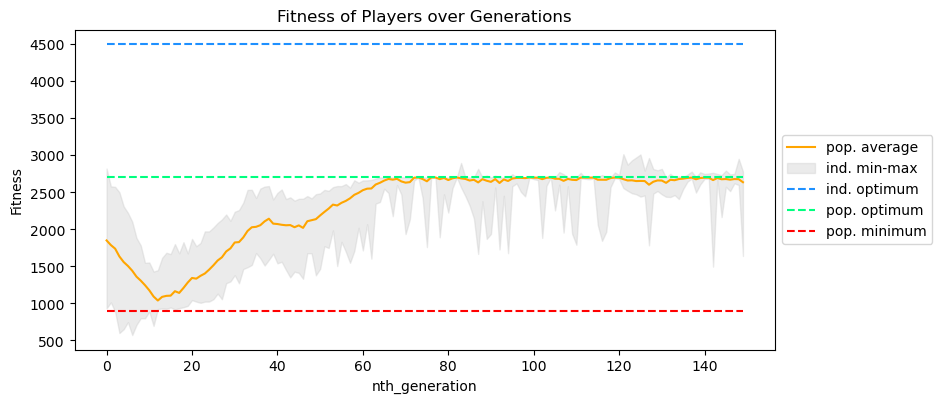 Fitness of Players over Generations
4500
4000
3500
3000
2500
2000
1500
1000
500
Fitness
0
20
40
60
80
100
120
140
nth_generation
pop. average
ind. min-max
ind. optimum
pop. optimum
pop. minimum